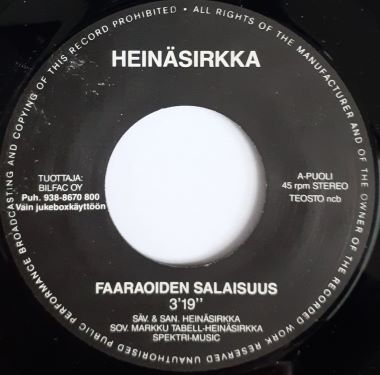 UNAUTHORISED PUBLIC PERFORMANCE BROADCASTING AND COPYING OF THIS RECORD PROHIBITED • ALL RIGHTS OF THE MANUFACTURER AND OF THE OWNER OF THE RECORDED WORK RESERVED
HEINÄSIRKKA
TUOTTAJA:
BILFAC OY
Puh. 938-8670 800
Vain jukeboxkäyttöön
A-PUOLI
45 rpm STEREO
TEOSTO ncb
FAARAOIDEN SALAISUUS
3'19''
SÄV. & SAN. HEINÄSIRKKA
SOV. MARKKU TABELL-HEINÄSIRKKA
SPEKTRI-MUSIC